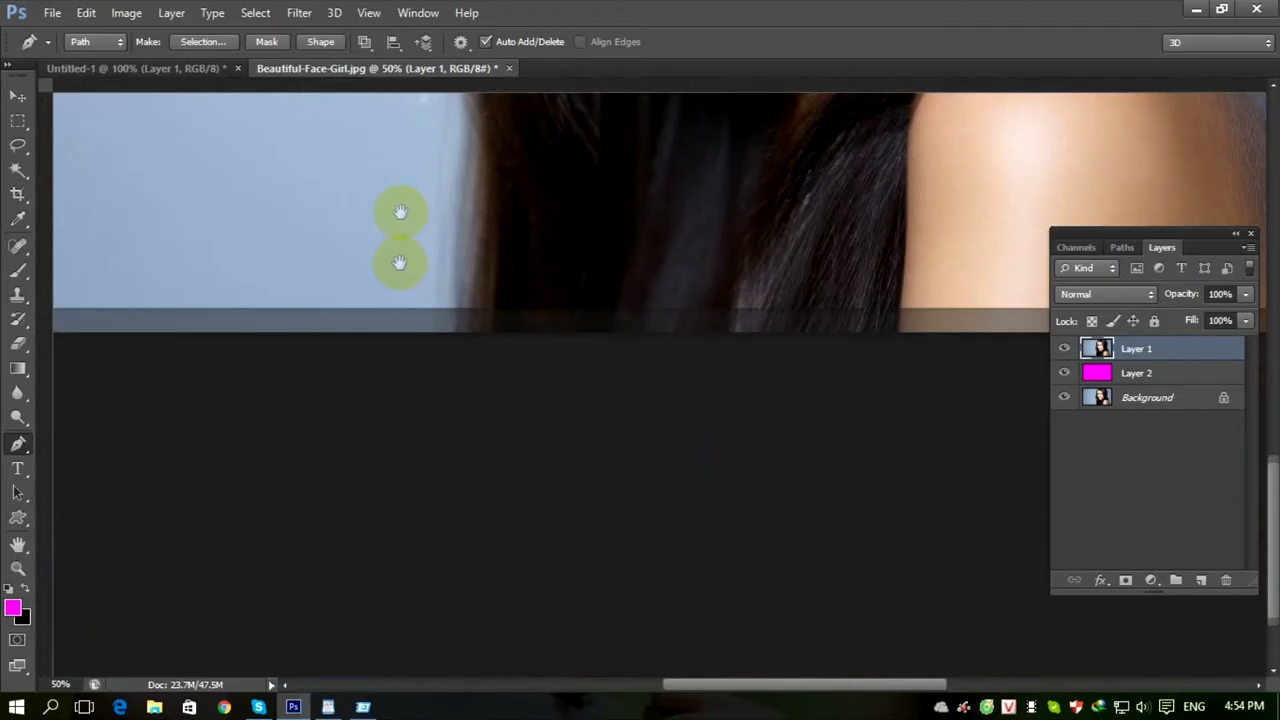 Ps File Edit Image Layer Type Select Filter 3D View Window Help
Path Make: Selection... Mask Shape Auto Add/Delete Align Edges 3D
Untitled-1 @ 100% (Layer 1, RGB/8) * × Beautiful-Face-Girl.jpg @ 50% (Layer 1, RGB/8#) * ×
Channels Paths Layers
Kind
Normal Opacity: 100%
Lock: Fill: 100%
Layer 1
Layer 2
Background
fx
50% Doc: 23.7M/47.5M
ENG 4:54 PM